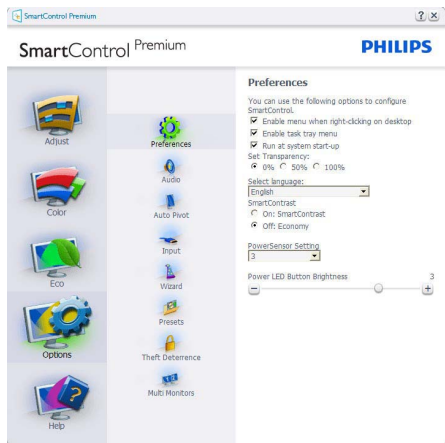 SmartControl Premium
SmartControl Premium
PHILIPS
Adjust
Color
Eco
Options
Help
Preferences
Audio
Auto Pivot
Input
Wizard
Presets
Theft Deterrence
Multi Monitors
Preferences
You can use the following options to configure
SmartControl.
Enable menu when right-clicking on desktop
Enable task tray menu
Run at system start-up
Set Transparency:
0% 50% 100%
Select language:
English
SmartContrast
On: SmartContrast
Off: Economy
PowerSensor Setting
3
Power LED Button Brightness 3